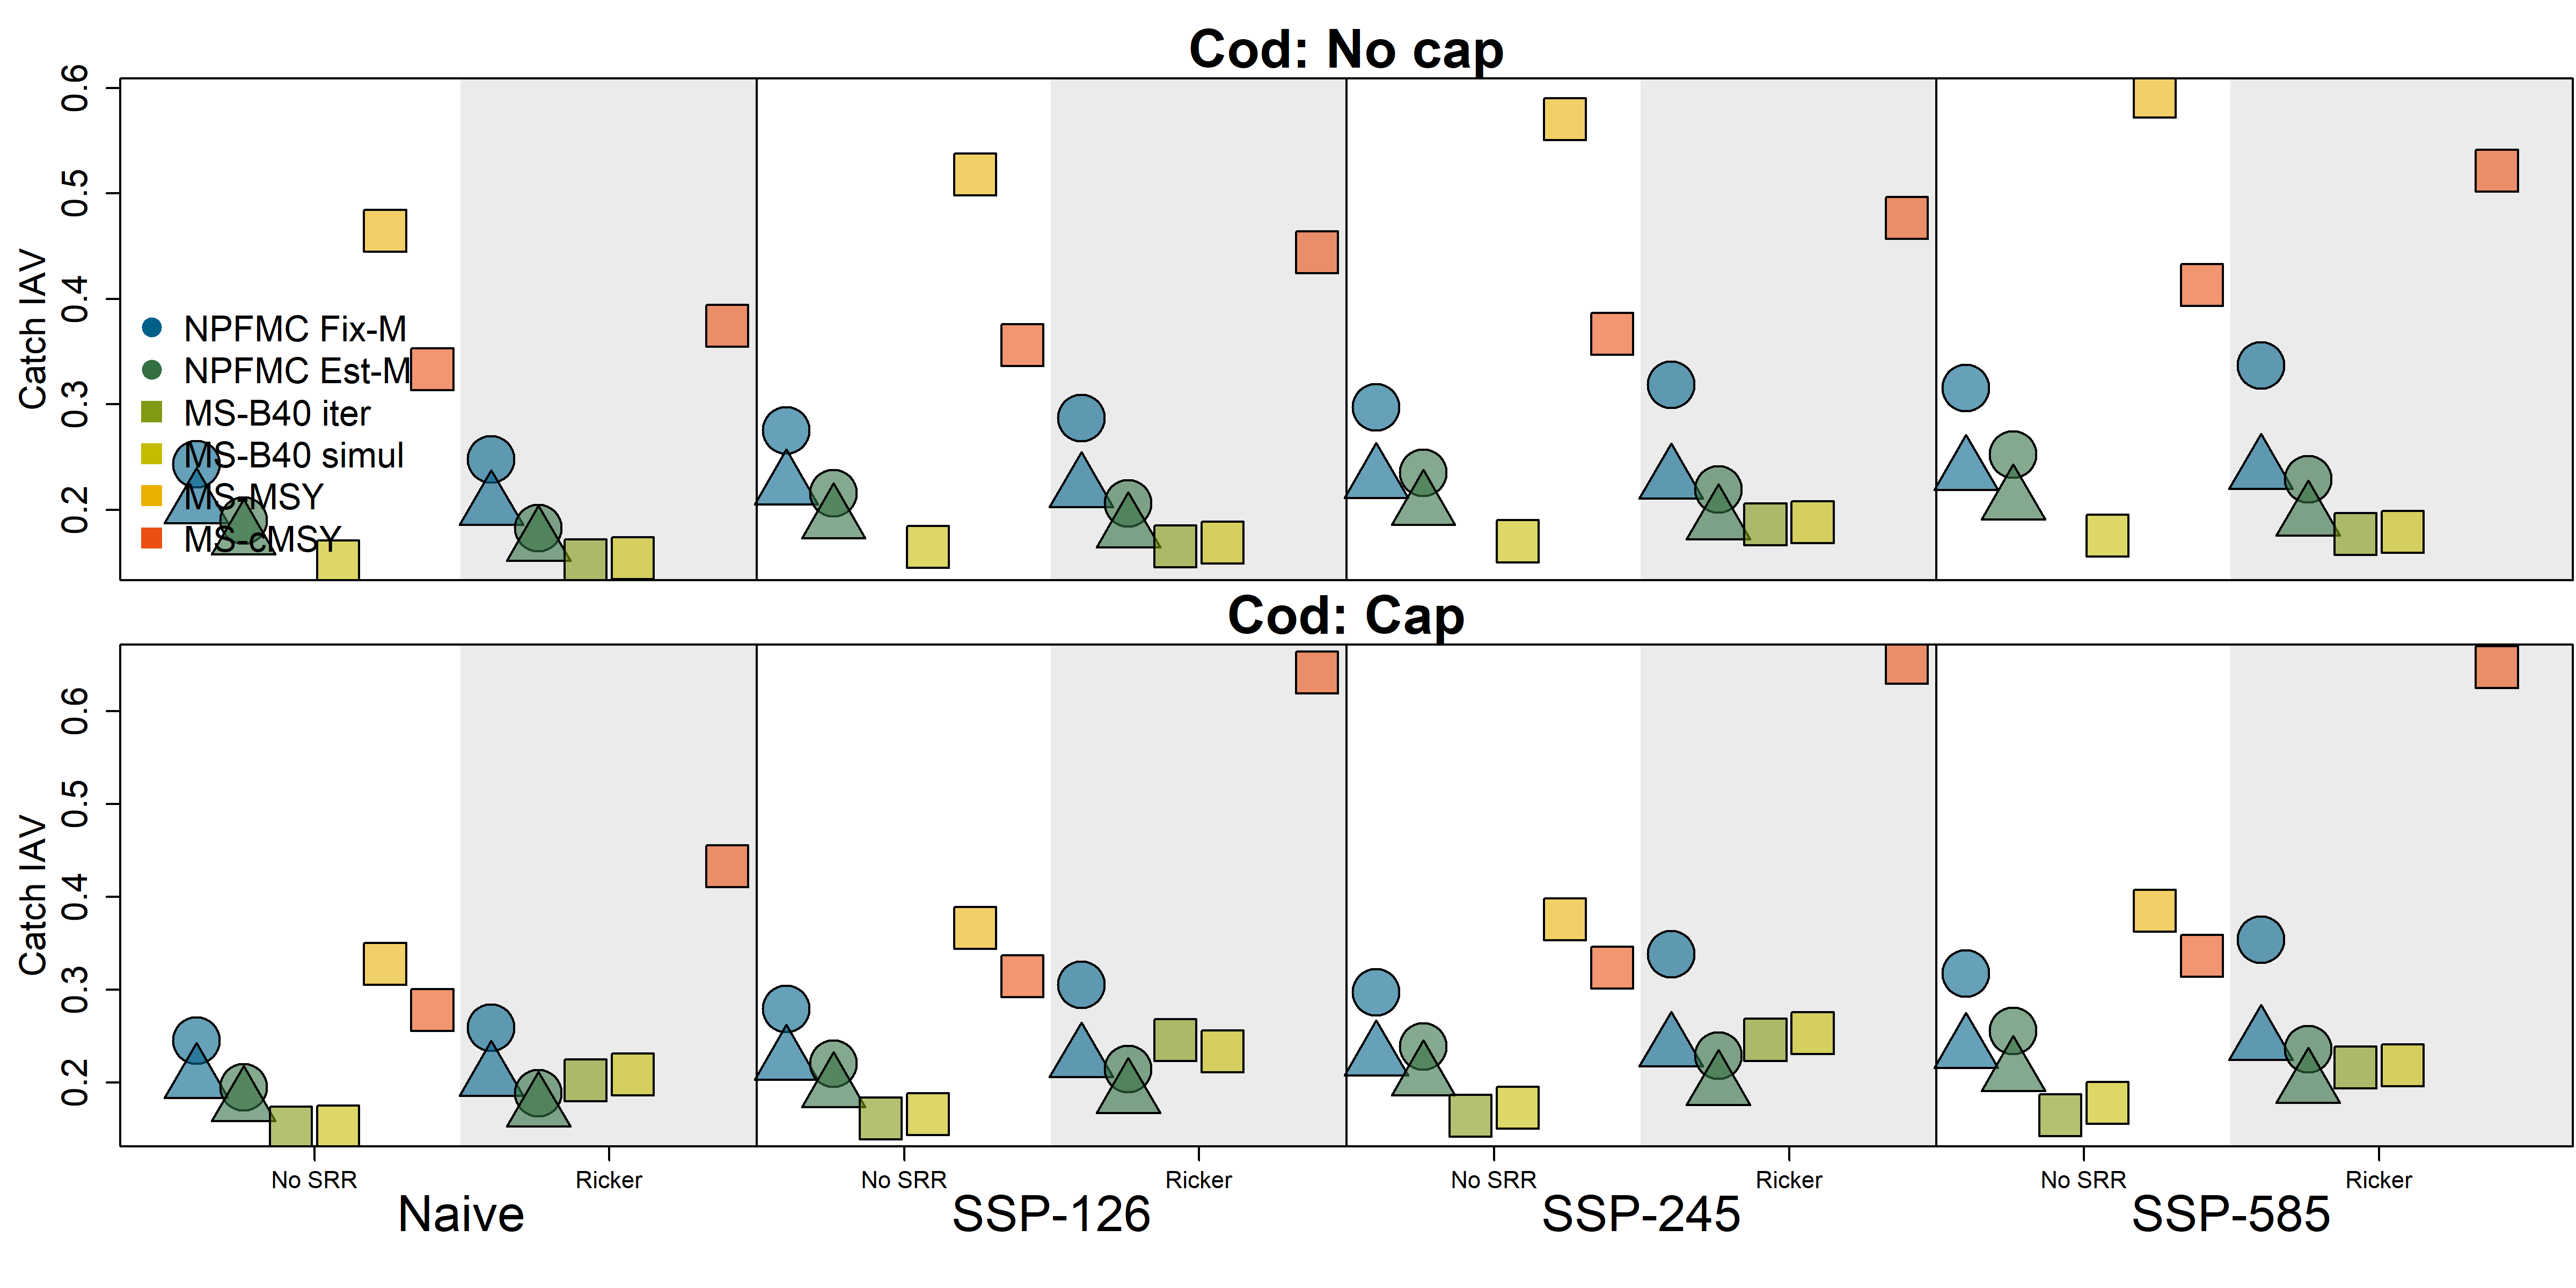 Cod: No cap
Catch IAV
0.6
0.5
0.4
0.3
0.2
NPFMC Fix-M
NPFMC Est-M
MS-B40 iter
MS-B40 simul
MS-MSY
MS-cMSY
Cod: Cap
Catch IAV
0.6
0.5
0.4
0.3
0.2
No SRR Ricker No SRR Ricker No SRR Ricker No SRR Ricker
Naive SSP-126 SSP-245 SSP-585